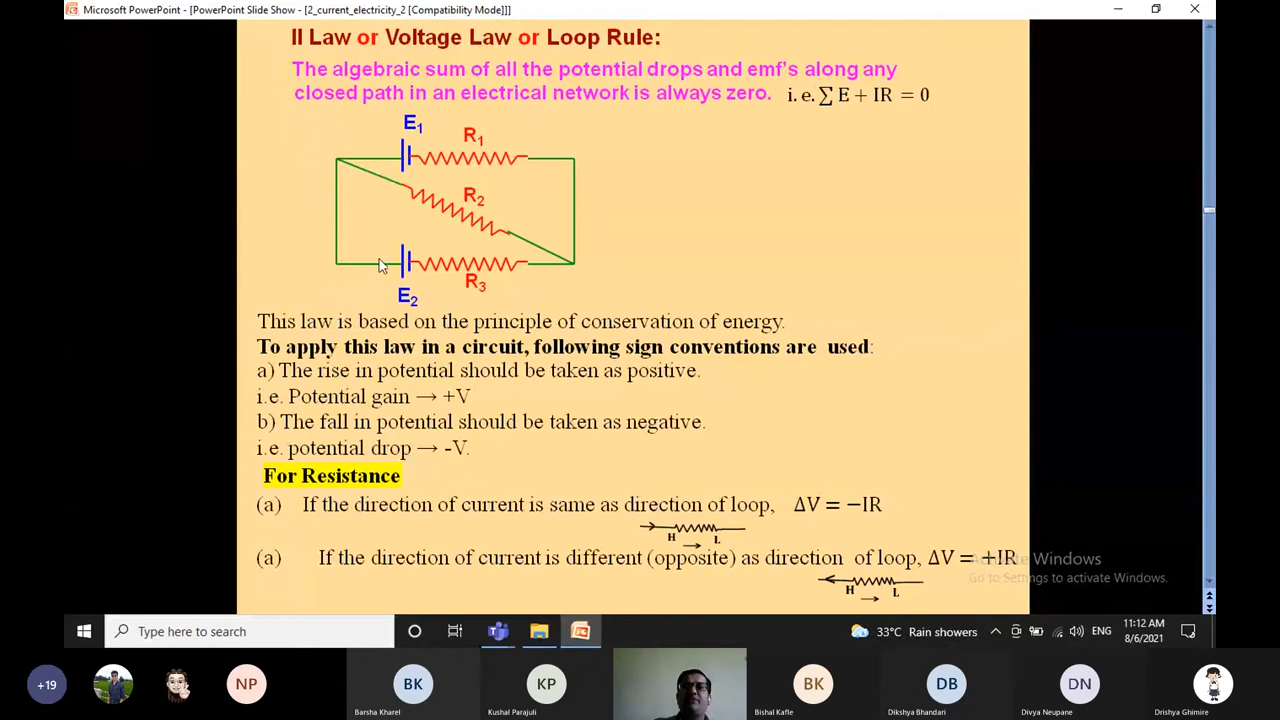 Microsoft PowerPoint - [PowerPoint Slide Show - [2_current_electricity_2 [Compatibility Mode]]]
II Law or Voltage Law or Loop Rule:
The algebraic sum of all the potential drops and emf's along any
closed path in an electrical network is always zero. i. e. ∑ E + IR = 0
E1
R1
R2
R3
E2
This law is based on the principle of conservation of energy.
To apply this law in a circuit, following sign conventions are used:
a) The rise in potential should be taken as positive.
i.e. Potential gain → +V
b) The fall in potential should be taken as negative.
i.e. potential drop → -V.
For Resistance
(a) If the direction of current is same as direction of loop, ΔV = −IR
H L
(a) If the direction of current is different (opposite) as direction of loop, ΔV = +IR
H L
Activate Windows
Go to Settings to activate Windows.
Type here to search
33°C Rain showers
ENG
11:12 AM
8/6/2021
+19
NP
BK
Barsha Kharel
KP
Kushal Parajuli
BK
Bishal Kafle
DB
Dikshya Bhandari
DN
Divya Neupane
Drishya Ghimire